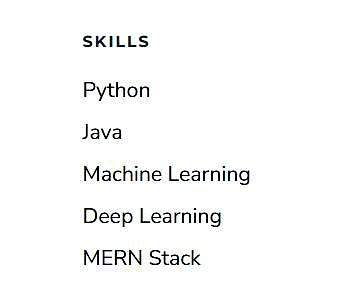 SKILLS
Python
Java
Machine Learning
Deep Learning
MERN Stack